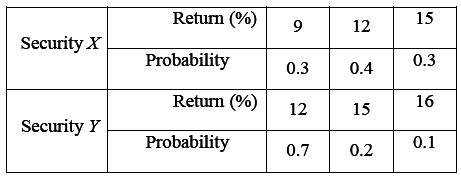 Security X
Return (%) 9 12 15
Probability 0.3 0.4 0.3
Security Y
Return (%) 12 15 16
Probability 0.7 0.2 0.1